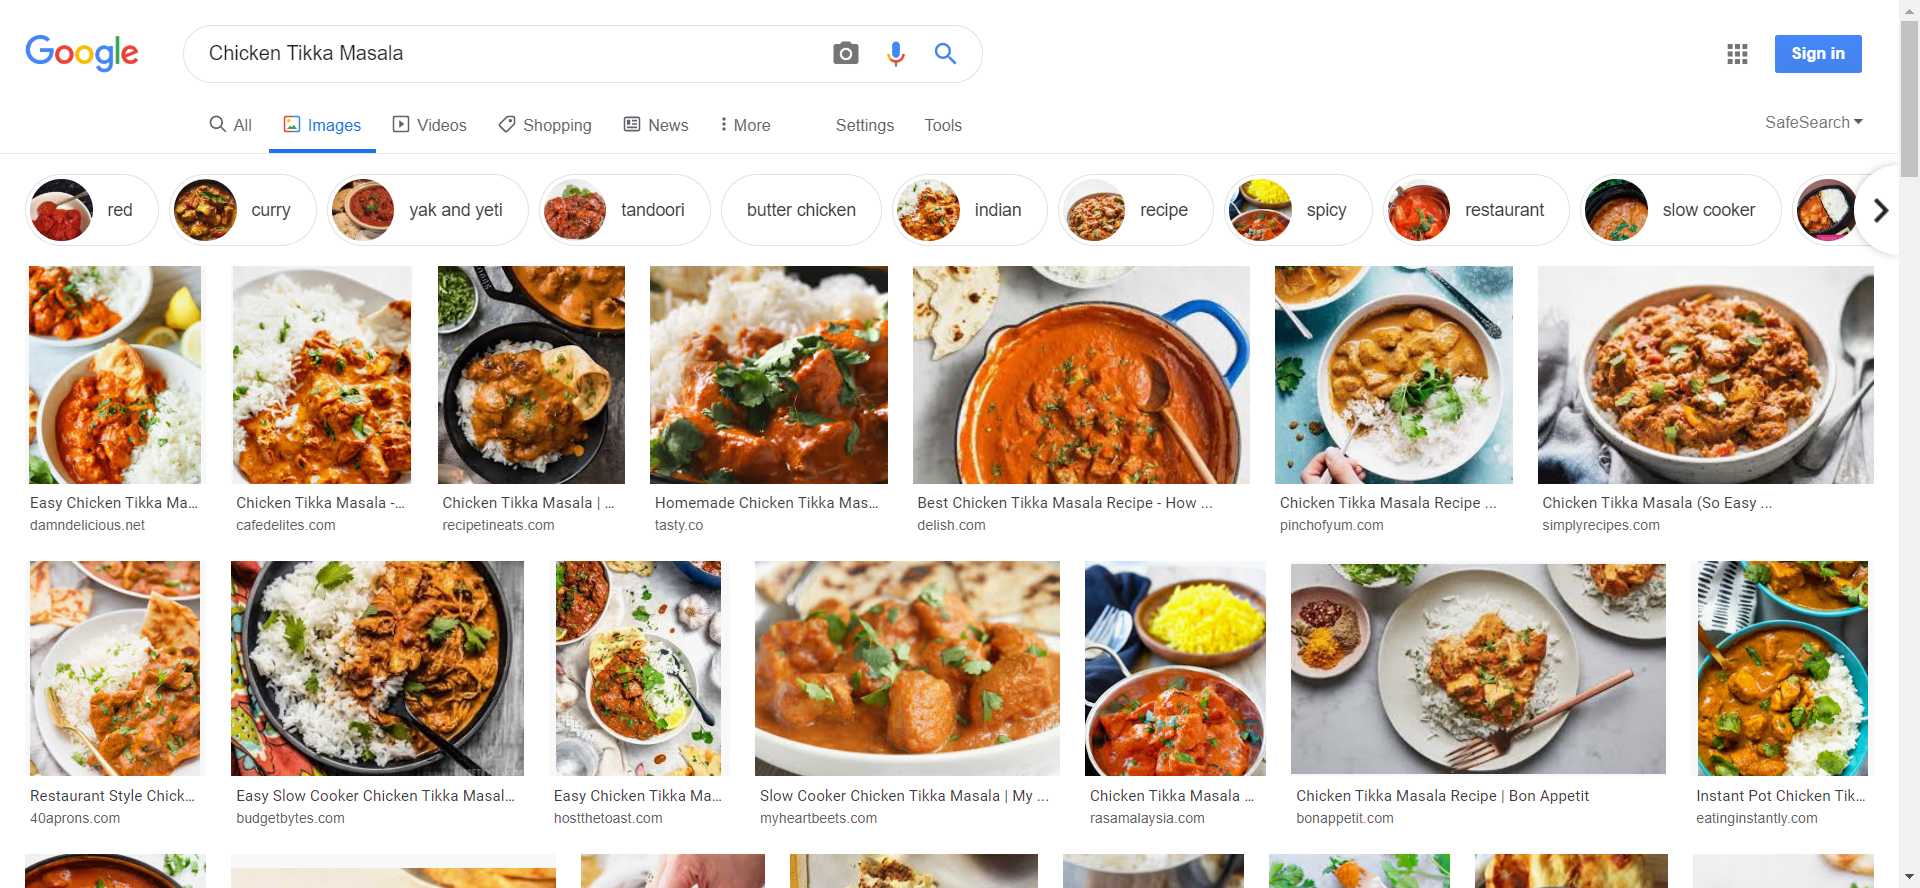 Google
Chicken Tikka Masala
Sign in
All Images Videos Shopping News More Settings Tools
SafeSearch
red curry yak and yeti tandoori butter chicken indian recipe spicy restaurant slow cooker
Easy Chicken Tikka Ma...
damndelicious.net
Chicken Tikka Masala -...
cafedelites.com
Chicken Tikka Masala | ...
recipetineats.com
Homemade Chicken Tikka Mas...
tasty.co
Best Chicken Tikka Masala Recipe - How ...
delish.com
Chicken Tikka Masala Recipe ...
pinchofyum.com
Chicken Tikka Masala (So Easy ...
simplyrecipes.com
Restaurant Style Chick...
40aprons.com
Easy Slow Cooker Chicken Tikka Masal...
budgetbytes.com
Easy Chicken Tikka Ma...
hostthetoast.com
Slow Cooker Chicken Tikka Masala | My ...
myheartbeets.com
Chicken Tikka Masala ...
rasamalaysia.com
Chicken Tikka Masala Recipe | Bon Appetit
bonappetit.com
Instant Pot Chicken Tik...
eatinginstantly.com